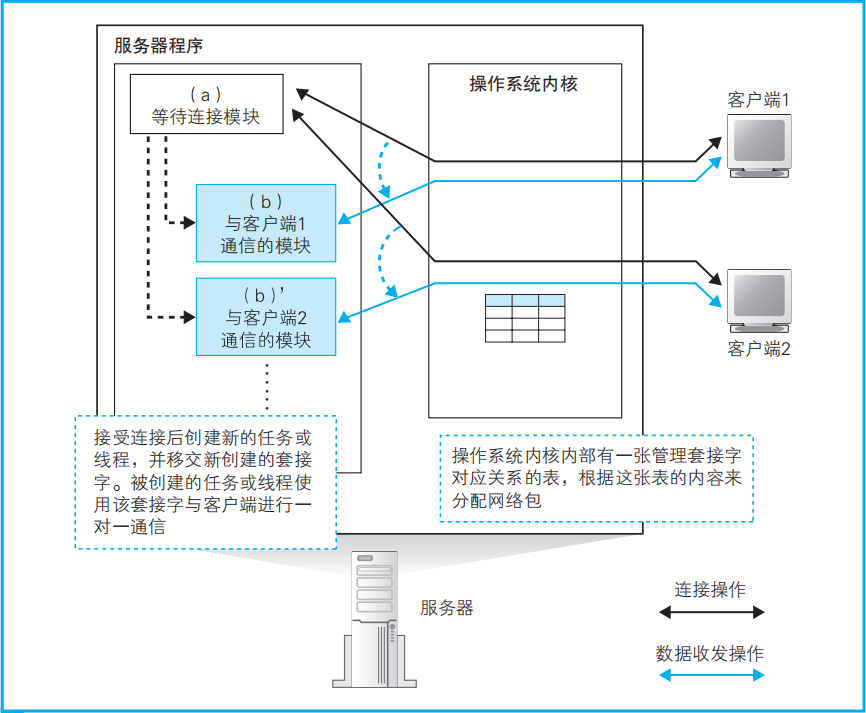 服务器程序
(a)
等待连接模块
操作系统内核
客户端1
(b)
与客户端1
通信的模块
(b)’
与客户端2
通信的模块
客户端2
接受连接后创建新的任务或
线程，并移交新创建的套接
字。被创建的任务或线程使
用该套接字与客户端进行一
对一通信
操作系统内核内部有一张管理套接字
对应关系的表，根据这张表的内容来
分配网络包
服务器
连接操作
数据收发操作